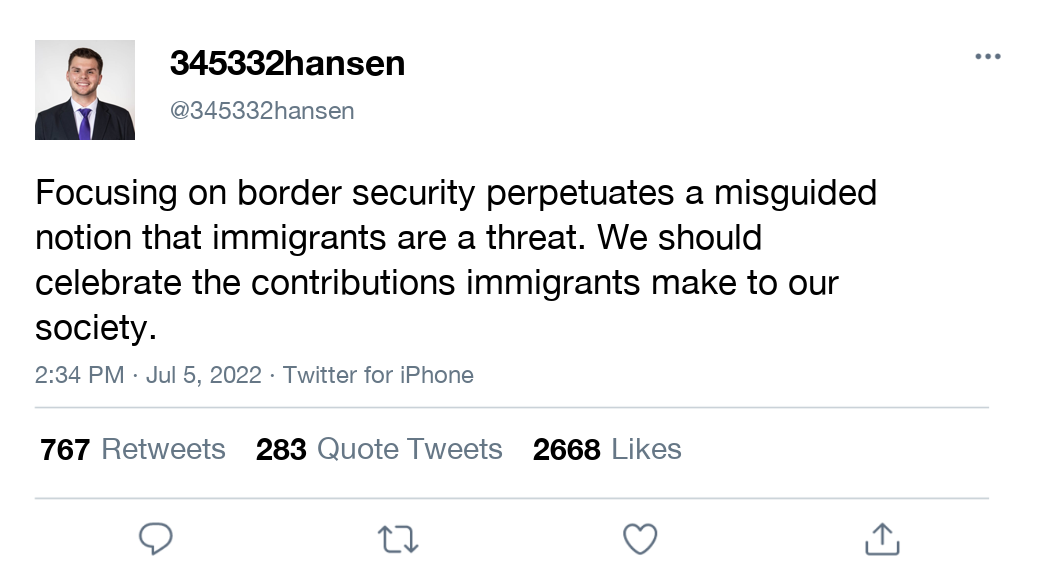 345332hansen
@345332hansen
Focusing on border security perpetuates a misguided
notion that immigrants are a threat. We should
celebrate the contributions immigrants make to our
society.
2:34 PM · Jul 5, 2022 · Twitter for iPhone
767 Retweets 283 Quote Tweets 2668 Likes